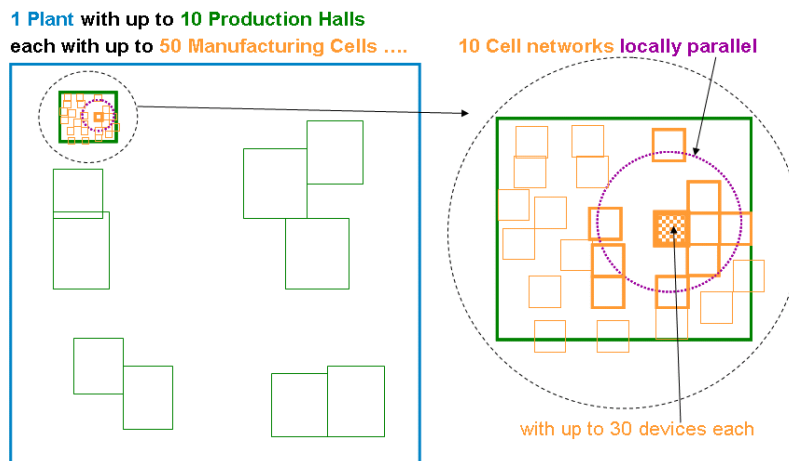 1 Plant with up to 10 Production Halls
each with up to 50 Manufacturing Cells ....
10 Cell networks locally parallel
with up to 30 devices each